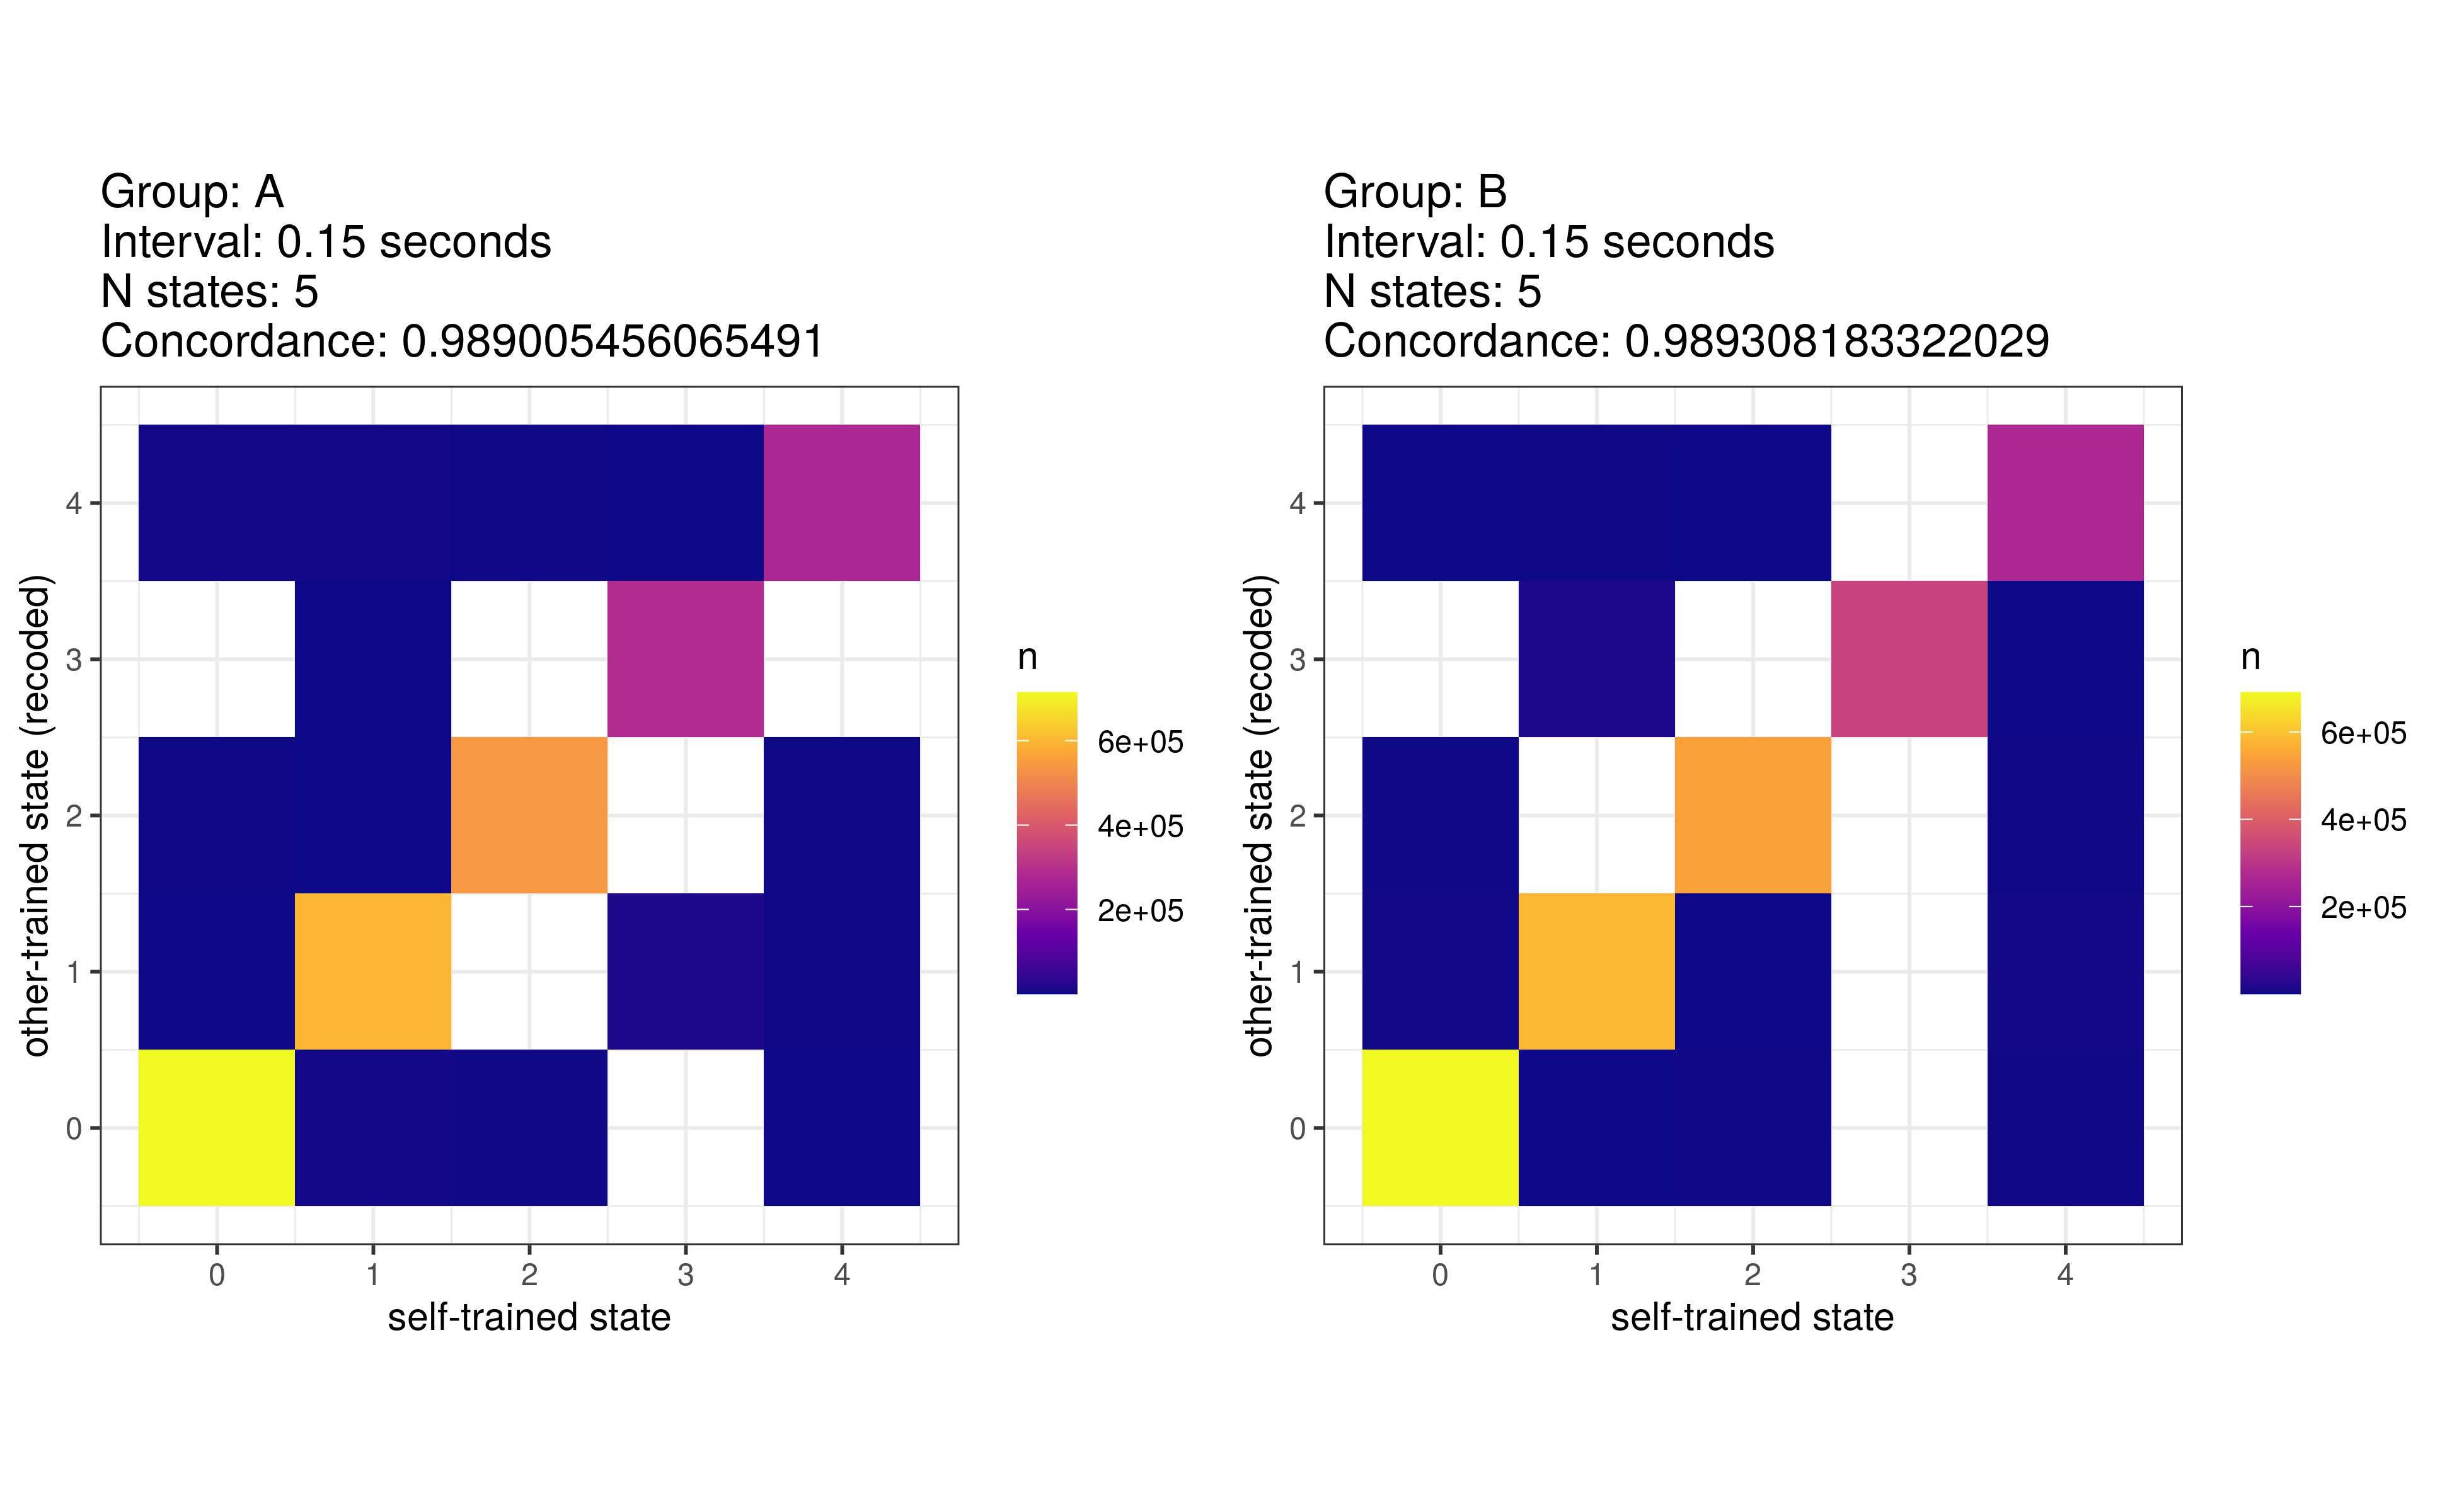 Group: A
Interval: 0.15 seconds
N states: 5
Concordance: 0.989005456065491
other-trained state (recoded)
4
3
2
1
0
0 1 2 3 4
self-trained state
n
6e+05
4e+05
2e+05
Group: B
Interval: 0.15 seconds
N states: 5
Concordance: 0.989308183322029
other-trained state (recoded)
4
3
2
1
0
0 1 2 3 4
self-trained state
n
6e+05
4e+05
2e+05